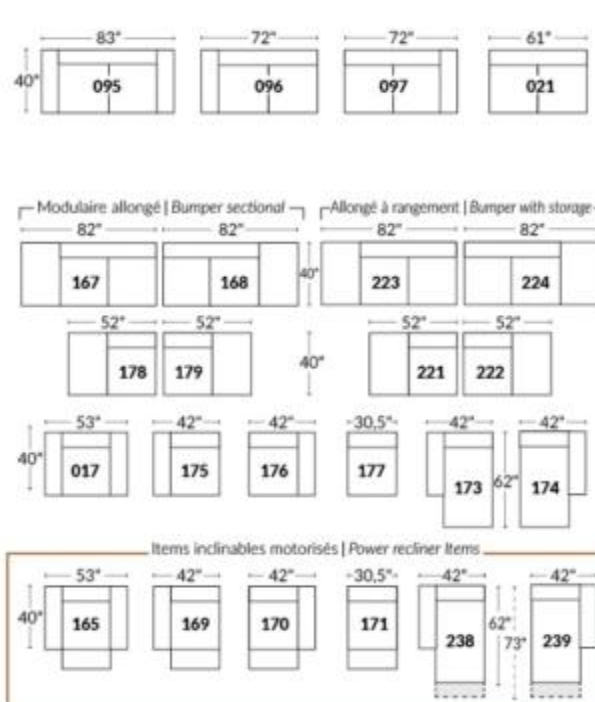 83" 72" 72" 61"
40" 095 096 097 021
Modulaire allongé | Bumper sectional Allongé à rangement | Bumper with storage
82" 82" 82" 82"
167 168 40" 223 224
52" 52" 52" 52"
178 179 40" 221 222
53" 42" 42" 30,5" 42" 42"
40" 017 175 176 177 173 62" 174
Items inclinables motorisés | Power recliner Items
53" 42" 42" 30,5" 42" 42"
40" 165 169 170 171 238 62" 73" 239